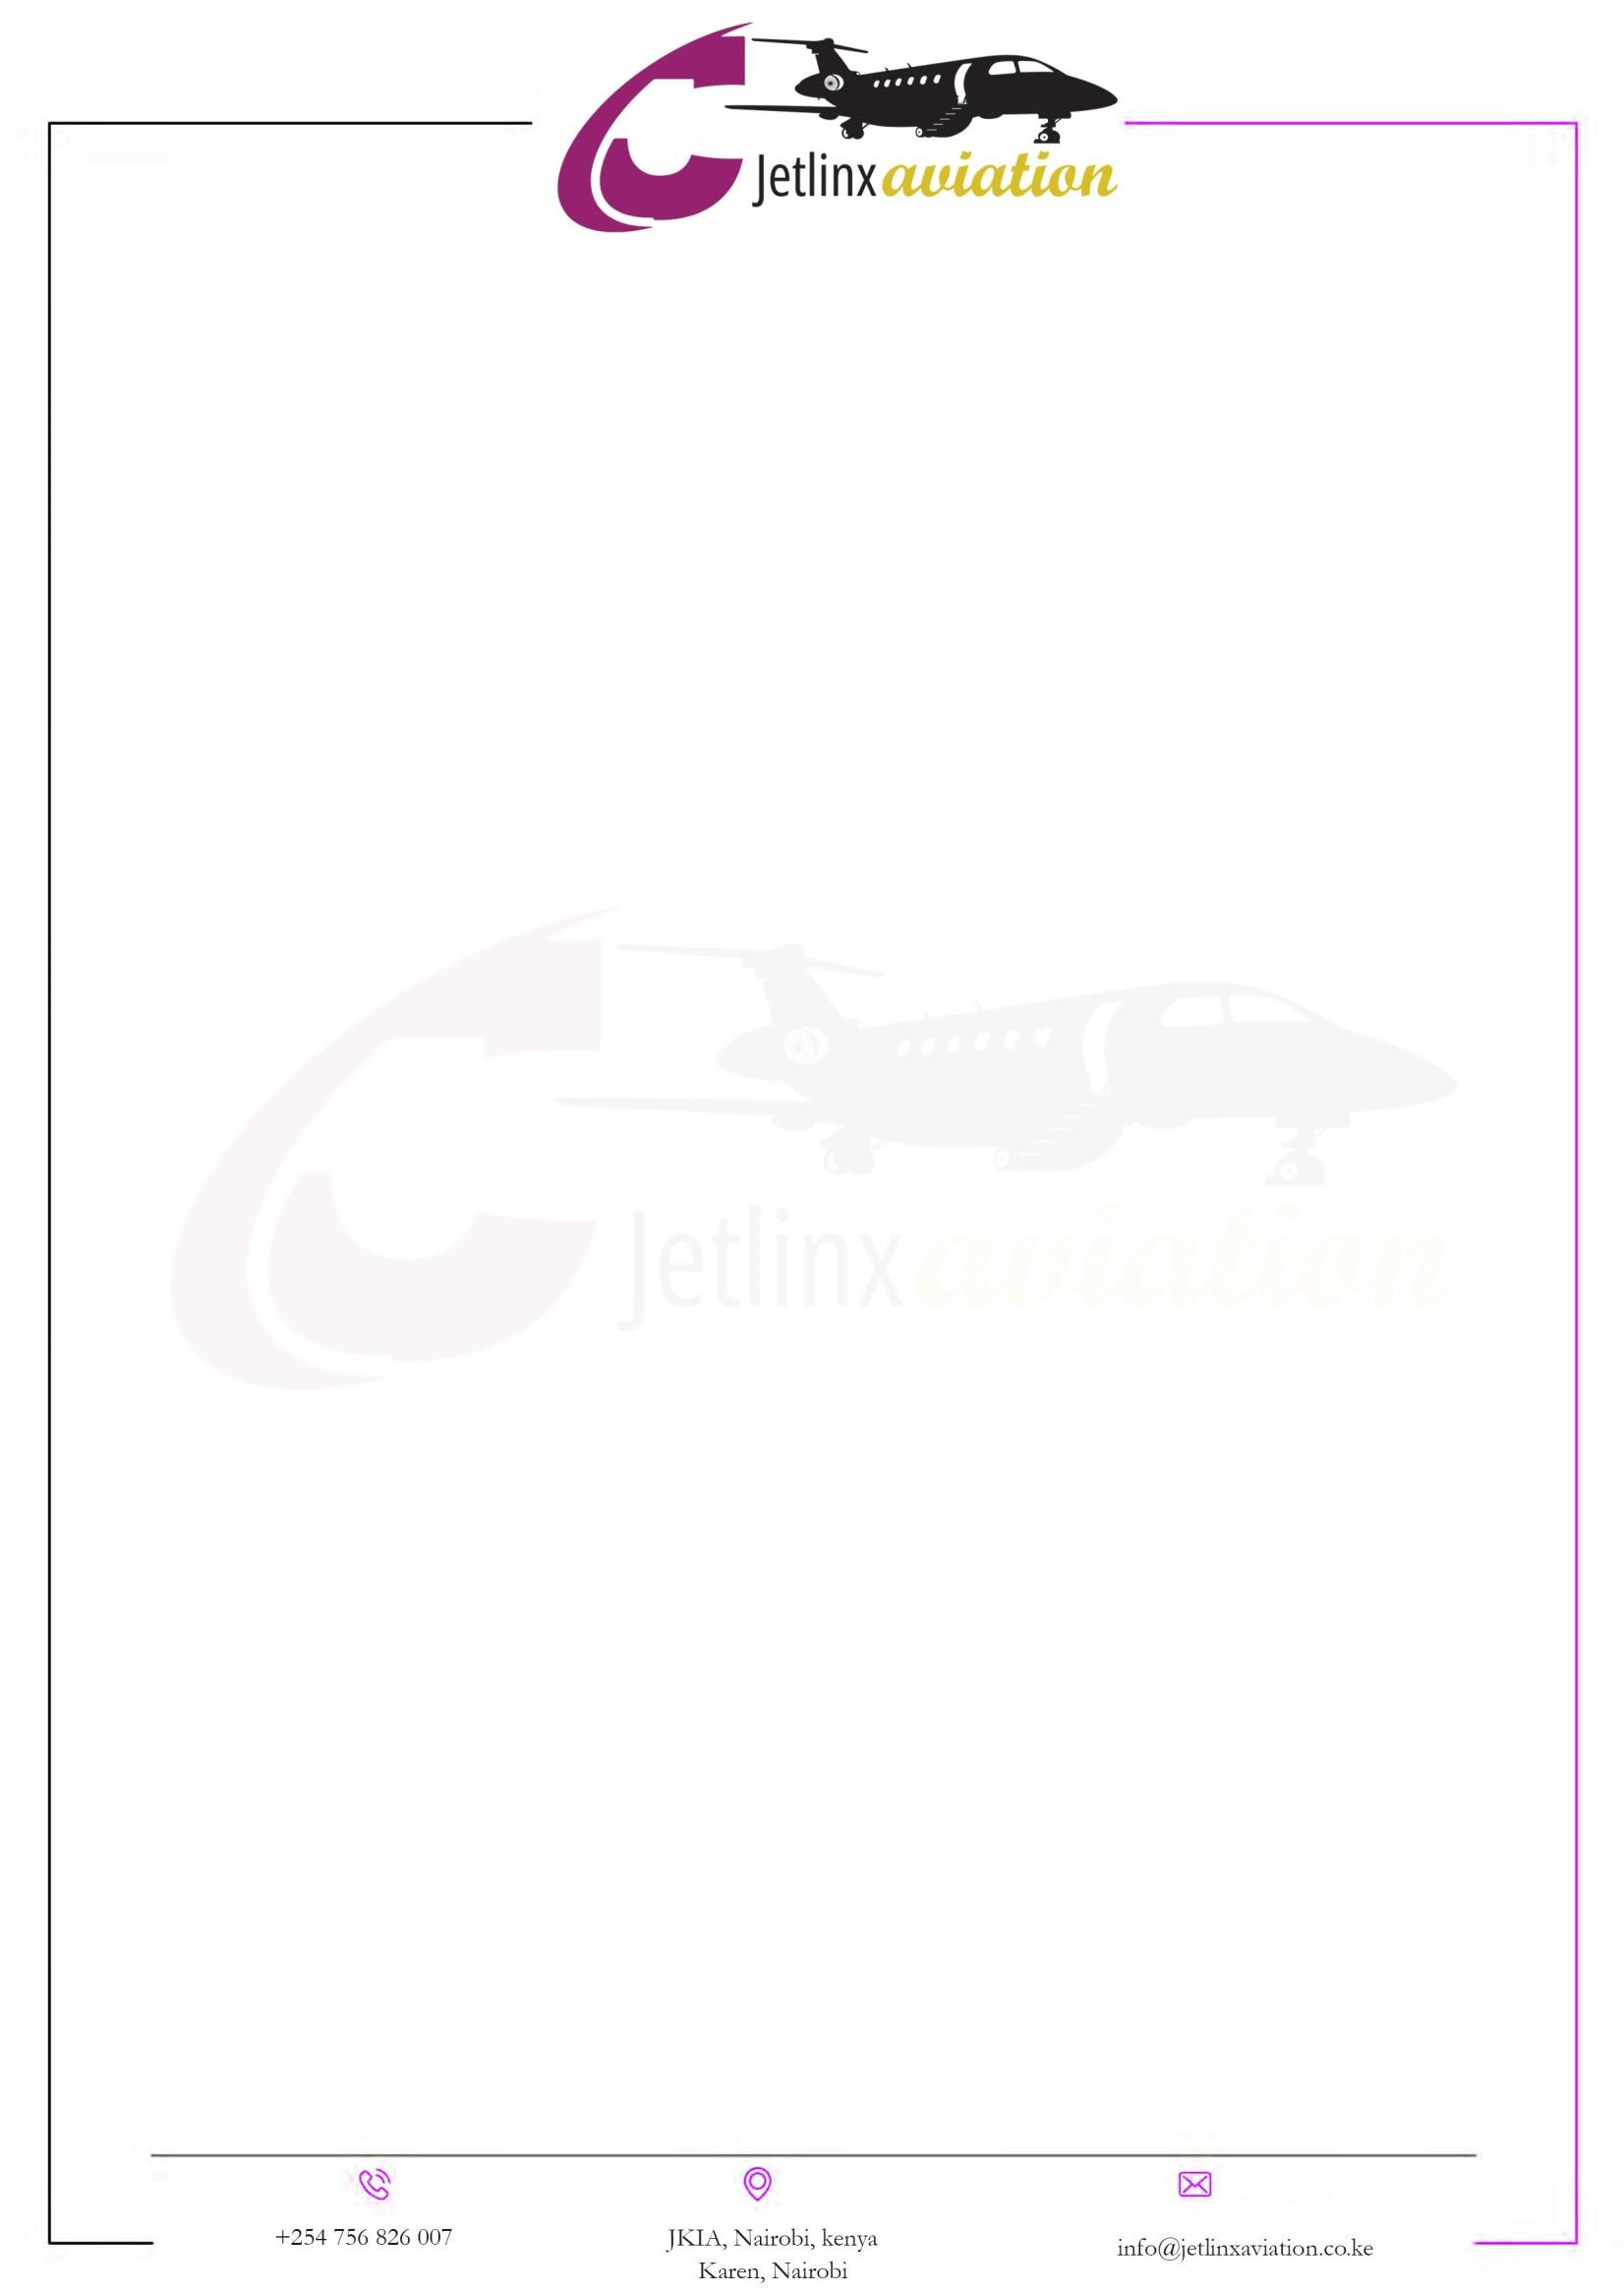 Jetlinx aviation
Jetlinx aviation
+254 756 826 007
JKIA, Nairobi, kenya
Karen, Nairobi
info@jetlinxaviation.co.ke